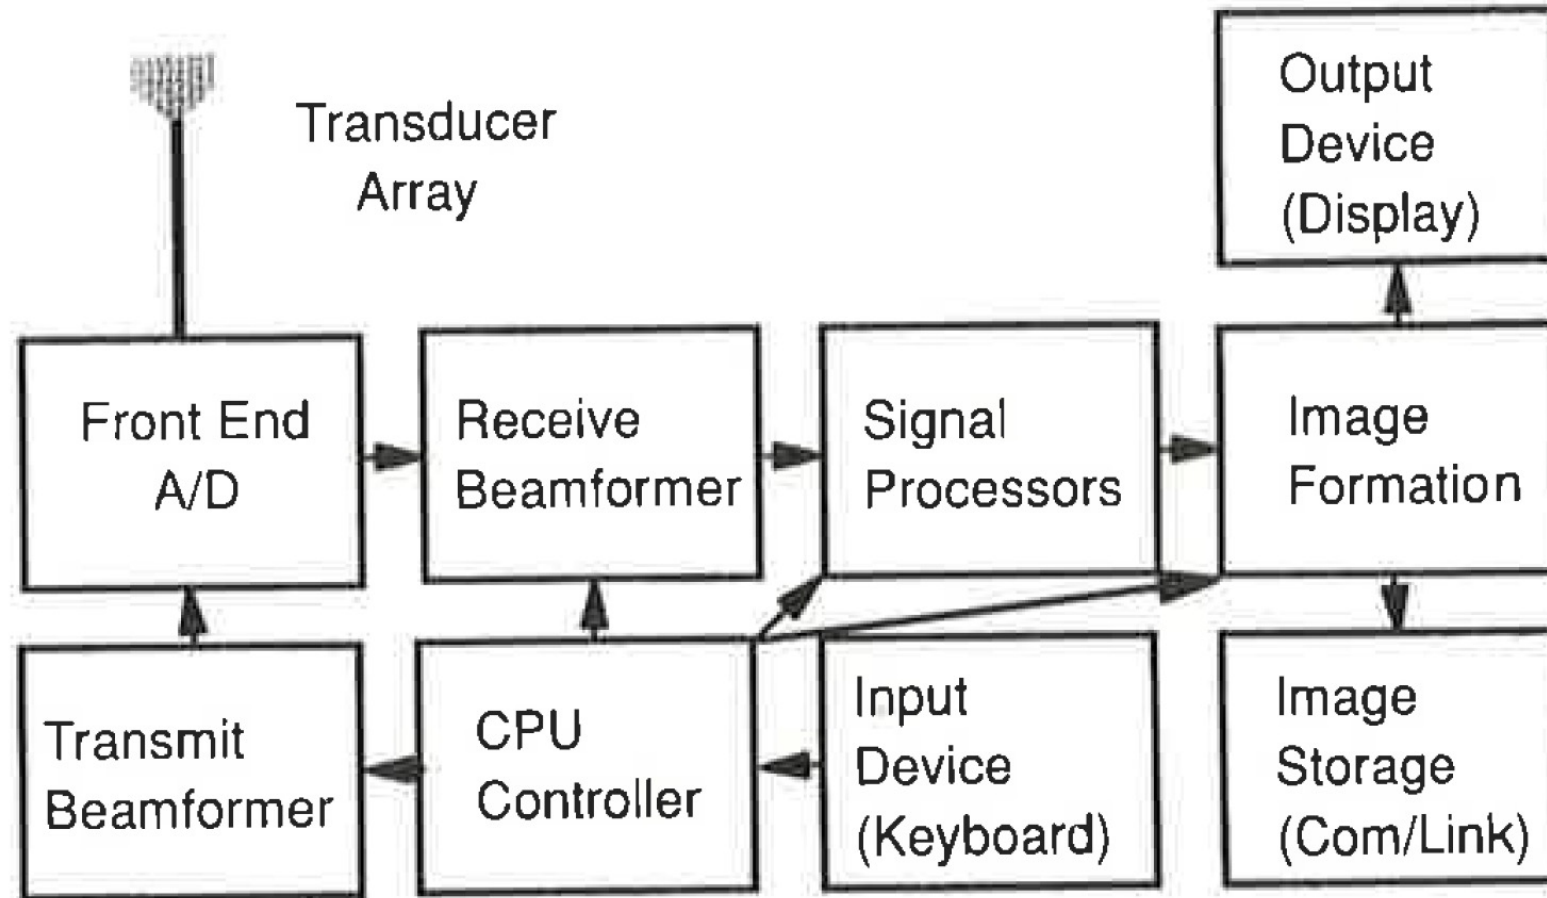 Transducer
Array
Output
Device
(Display)
Front End
A/D
Receive
Beamformer
Signal
Processors
Image
Formation
Transmit
Beamformer
CPU
Controller
Input
Device
(Keyboard)
Image
Storage
(Com/Link)